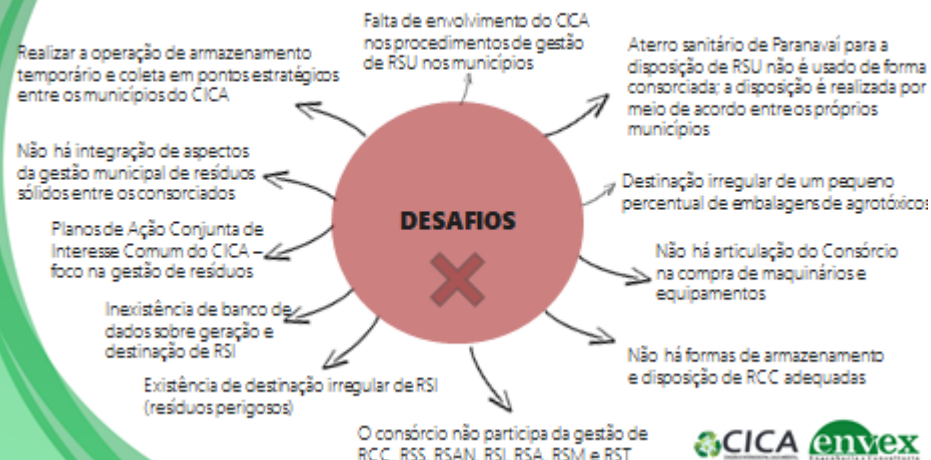 Falta de envolvimento do CICA
nos procedimentos de gestão
de RSU nos municípios
Realizar a operação de armazenamento
temporário e coleta em pontos estratégicos
entre os municípios do CICA
Aterro sanitário de Paranavaí para a
disposição de RSU não é usado de forma
consorciada; a disposição é realizada por
meio de acordo entre os próprios
municípios
Não há integração de aspectos
da gestão municipal de resíduos
sólidos entre os consorciados
Destinação irregular de um pequeno
percentual de embalagens de agrotóxicos
DESAFIOS
Planos de Ação Conjunta de
Interesse Comum do CICA –
foco na gestão de resíduos
Não há articulação do Consórcio
na compra de maquinários e
equipamentos
Inexistência de banco de
dados sobre geração e
destinação de RSI
Não há formas de armazenamento
e disposição de RCC adequadas
Existência de destinação irregular de RSI
(resíduos perigosos)
O consórcio não participa da gestão de
RCC, RSS, RSAN, RSI, RSA, RSM e RST
CICA
envex
Engenharia e Consultoria